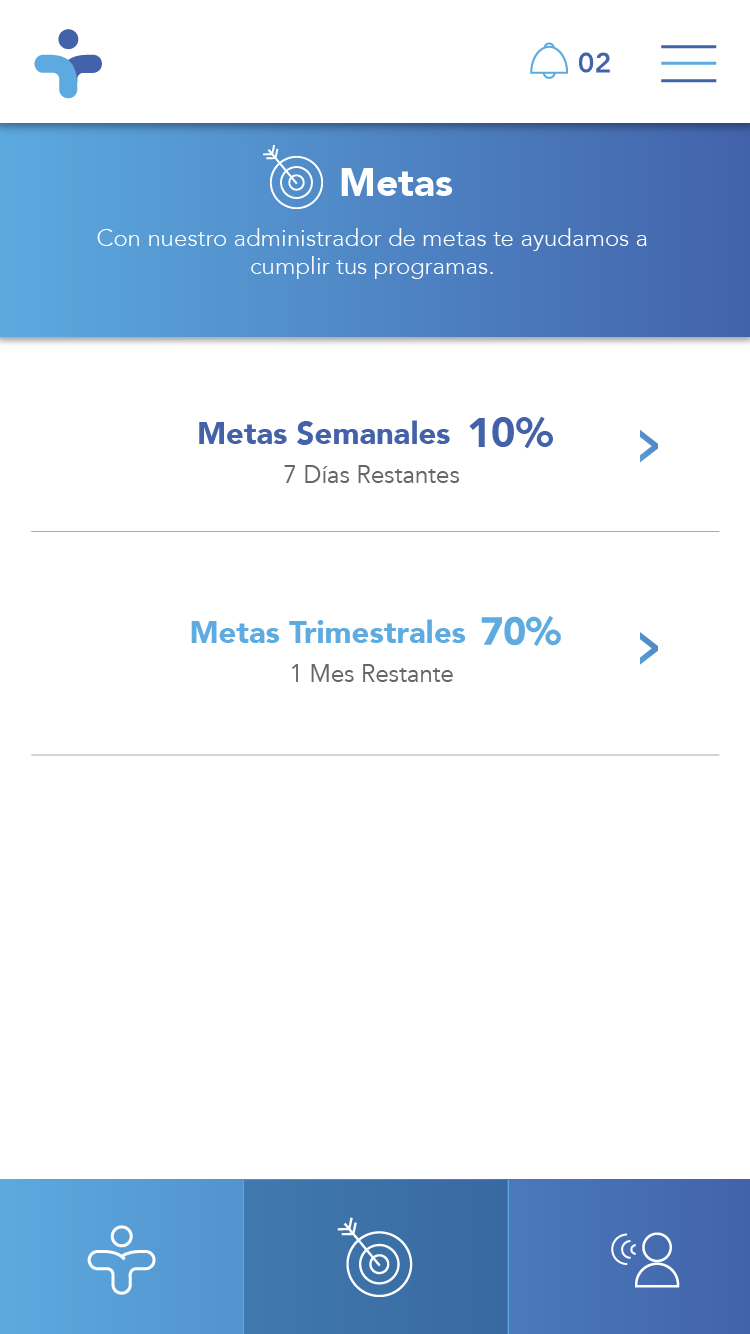 02
Metas
Con nuestro administrador de metas te ayudamos a
cumplir tus programas.
Metas Semanales 10%
7 Días Restantes
Metas Trimestrales 70%
1 Mes Restante